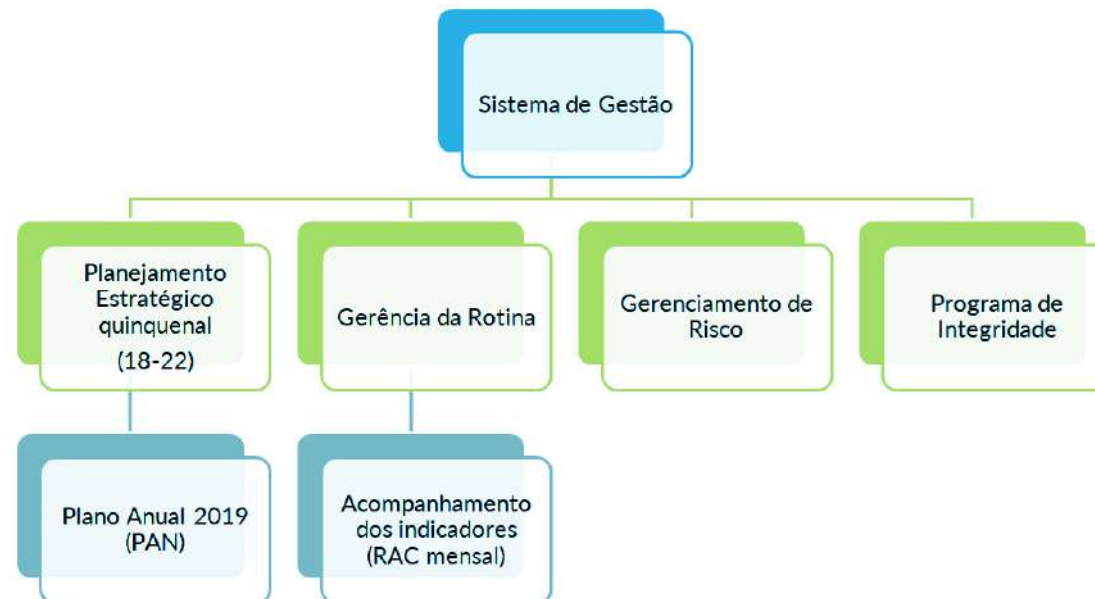 Sistema de Gestão
Planejamento
Estratégico
quinquenal
(18-22)
Gerência da Rotina
Gerenciamento de
Risco
Programa de
Integridade
Plano Anual 2019
(PAN)
Acompanhamento
dos indicadores
(RAC mensal)